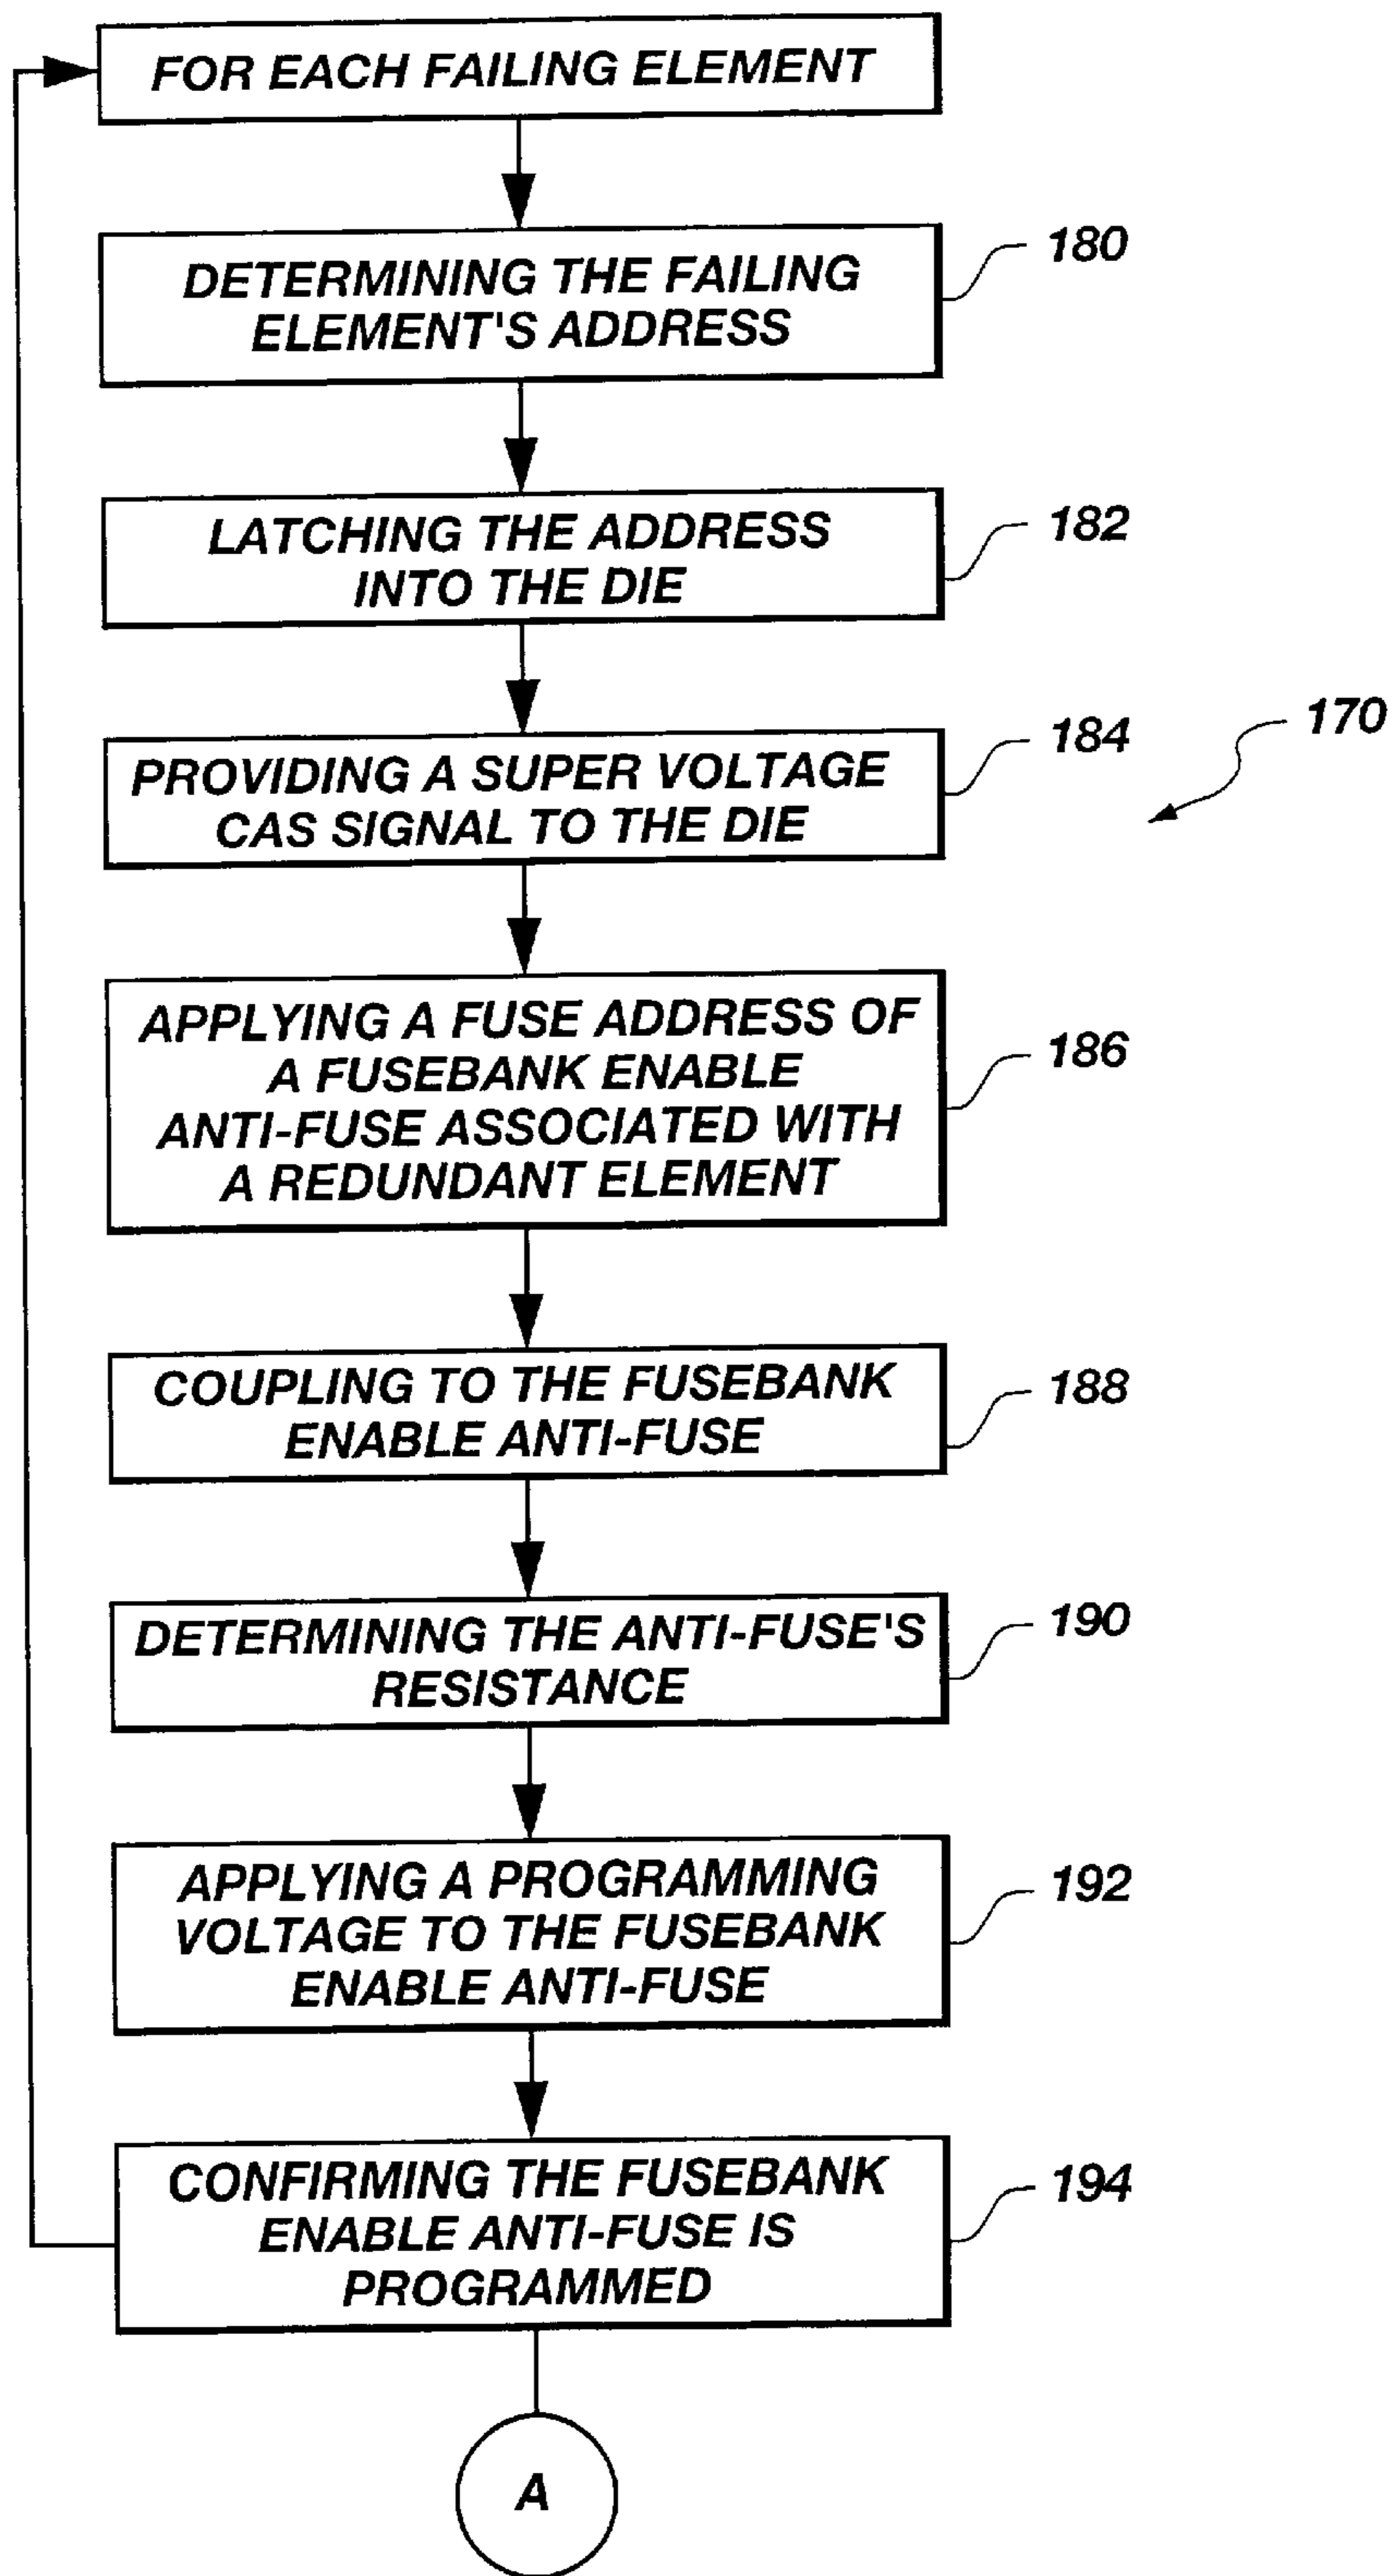 FOR EACH FAILING ELEMENT
DETERMINING THE FAILING
ELEMENT'S ADDRESS
180
LATCHING THE ADDRESS
INTO THE DIE
182
PROVIDING A SUPER VOLTAGE
CAS SIGNAL TO THE DIE
184
170
APPLYING A FUSE ADDRESS OF
A FUSEBANK ENABLE
ANTI-FUSE ASSOCIATED WITH
A REDUNDANT ELEMENT
186
COUPLING TO THE FUSEBANK
ENABLE ANTI-FUSE
188
DETERMINING THE ANTI-FUSE'S
RESISTANCE
190
APPLYING A PROGRAMMING
VOLTAGE TO THE FUSEBANK
ENABLE ANTI-FUSE
192
CONFIRMING THE FUSEBANK
ENABLE ANTI-FUSE IS
PROGRAMMED
194
A